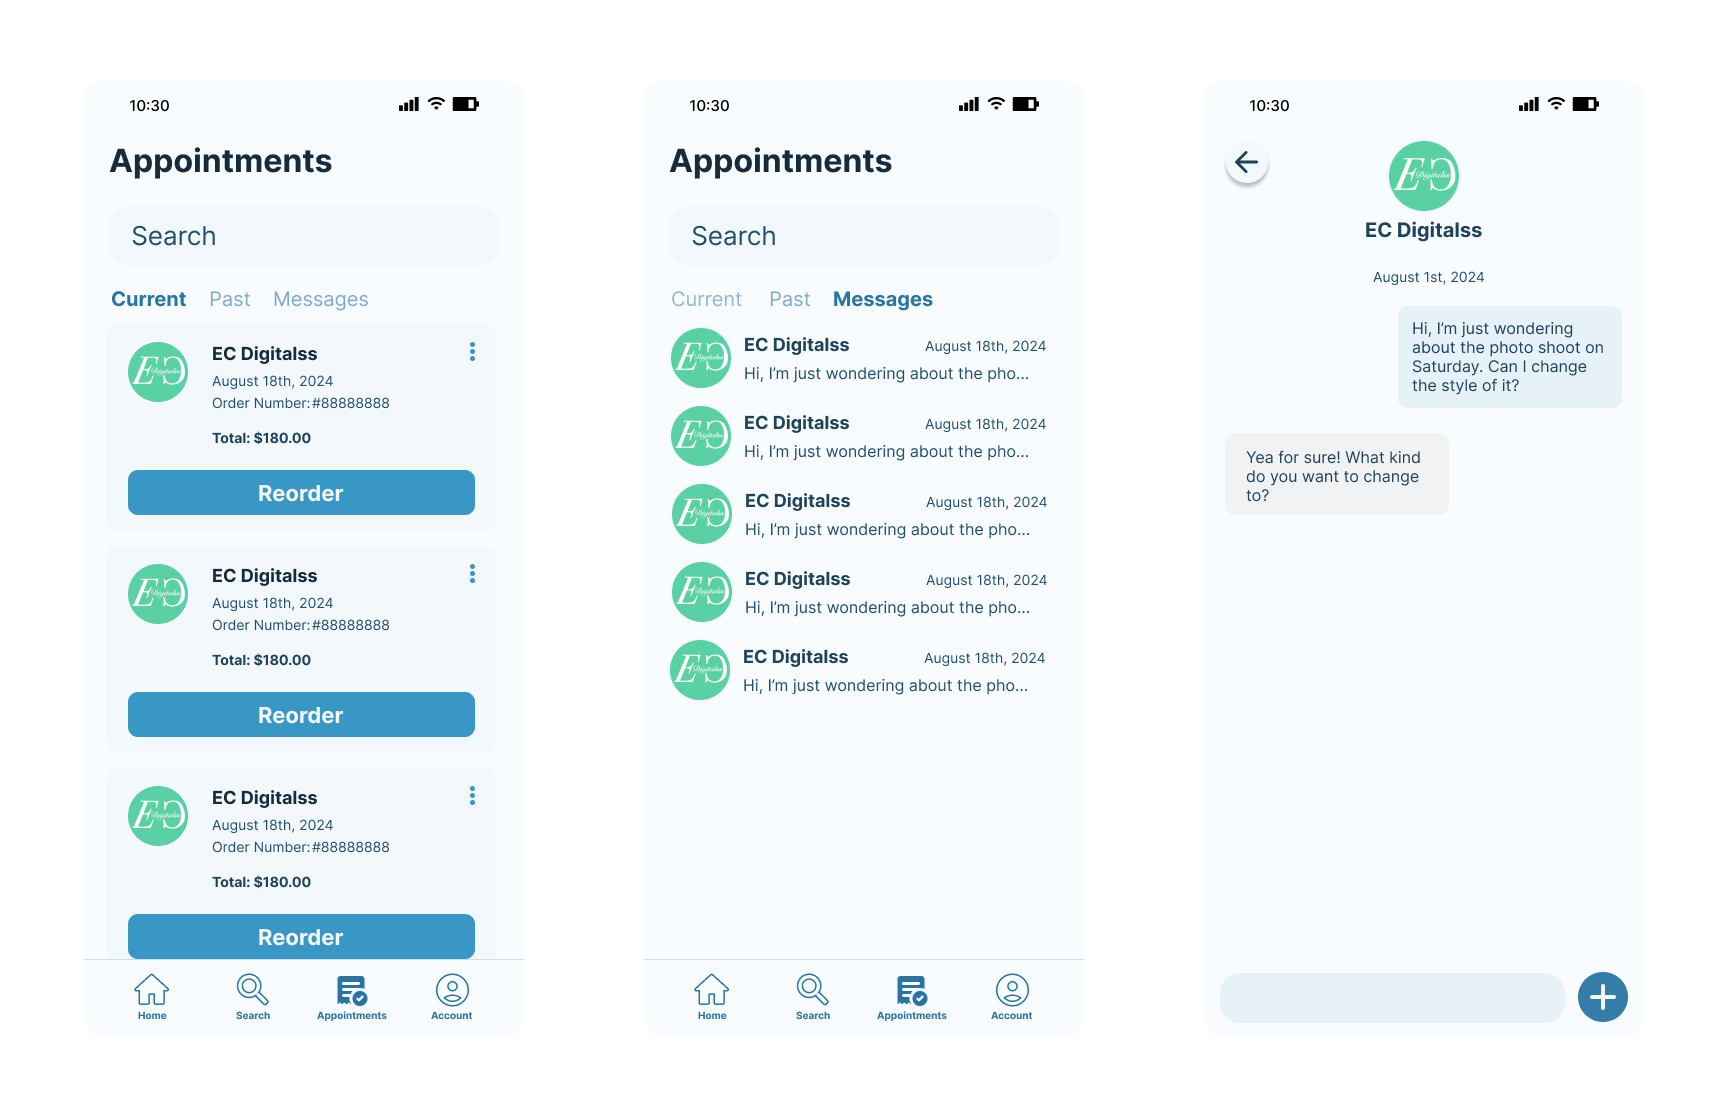 10:30
Appointments
Search
Current Past Messages
EC Digitalss
August 18th, 2024
Order Number: #88888888
Total: $180.00
Reorder
EC Digitalss
August 18th, 2024
Order Number: #88888888
Total: $180.00
Reorder
EC Digitalss
August 18th, 2024
Order Number: #88888888
Total: $180.00
Reorder
Home Search Appointments Account
10:30
Appointments
Search
Current Past Messages
EC Digitalss August 18th, 2024
Hi, I'm just wondering about the pho...
EC Digitalss August 18th, 2024
Hi, I'm just wondering about the pho...
EC Digitalss August 18th, 2024
Hi, I'm just wondering about the pho...
EC Digitalss August 18th, 2024
Hi, I'm just wondering about the pho...
EC Digitalss August 18th, 2024
Hi, I'm just wondering about the pho...
Home Search Appointments Account
10:30
EC Digitalss
August 1st, 2024
Hi, I'm just wondering
about the photo shoot on
Saturday. Can I change
the style of it?
Yea for sure! What kind
do you want to change
to?